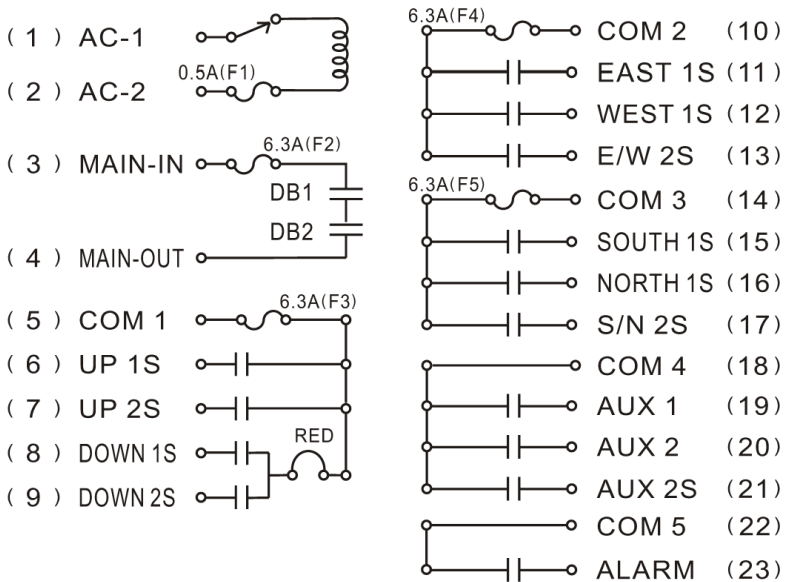 ( 1 ) AC-1
0.5A(F1)
( 2 ) AC-2
6.3A(F2)
( 3 ) MAIN-IN
DB1
DB2
( 4 ) MAIN-OUT
6.3A(F3)
( 5 ) COM 1
( 6 ) UP 1S
( 7 ) UP 2S
RED
( 8 ) DOWN 1S
( 9 ) DOWN 2S
6.3A(F4)
COM 2 (10)
EAST 1S (11)
WEST 1S (12)
E/W 2S (13)
6.3A(F5)
COM 3 (14)
SOUTH 1S (15)
NORTH 1S (16)
S/N 2S (17)
COM 4 (18)
AUX 1 (19)
AUX 2 (20)
AUX 2S (21)
COM 5 (22)
ALARM (23)